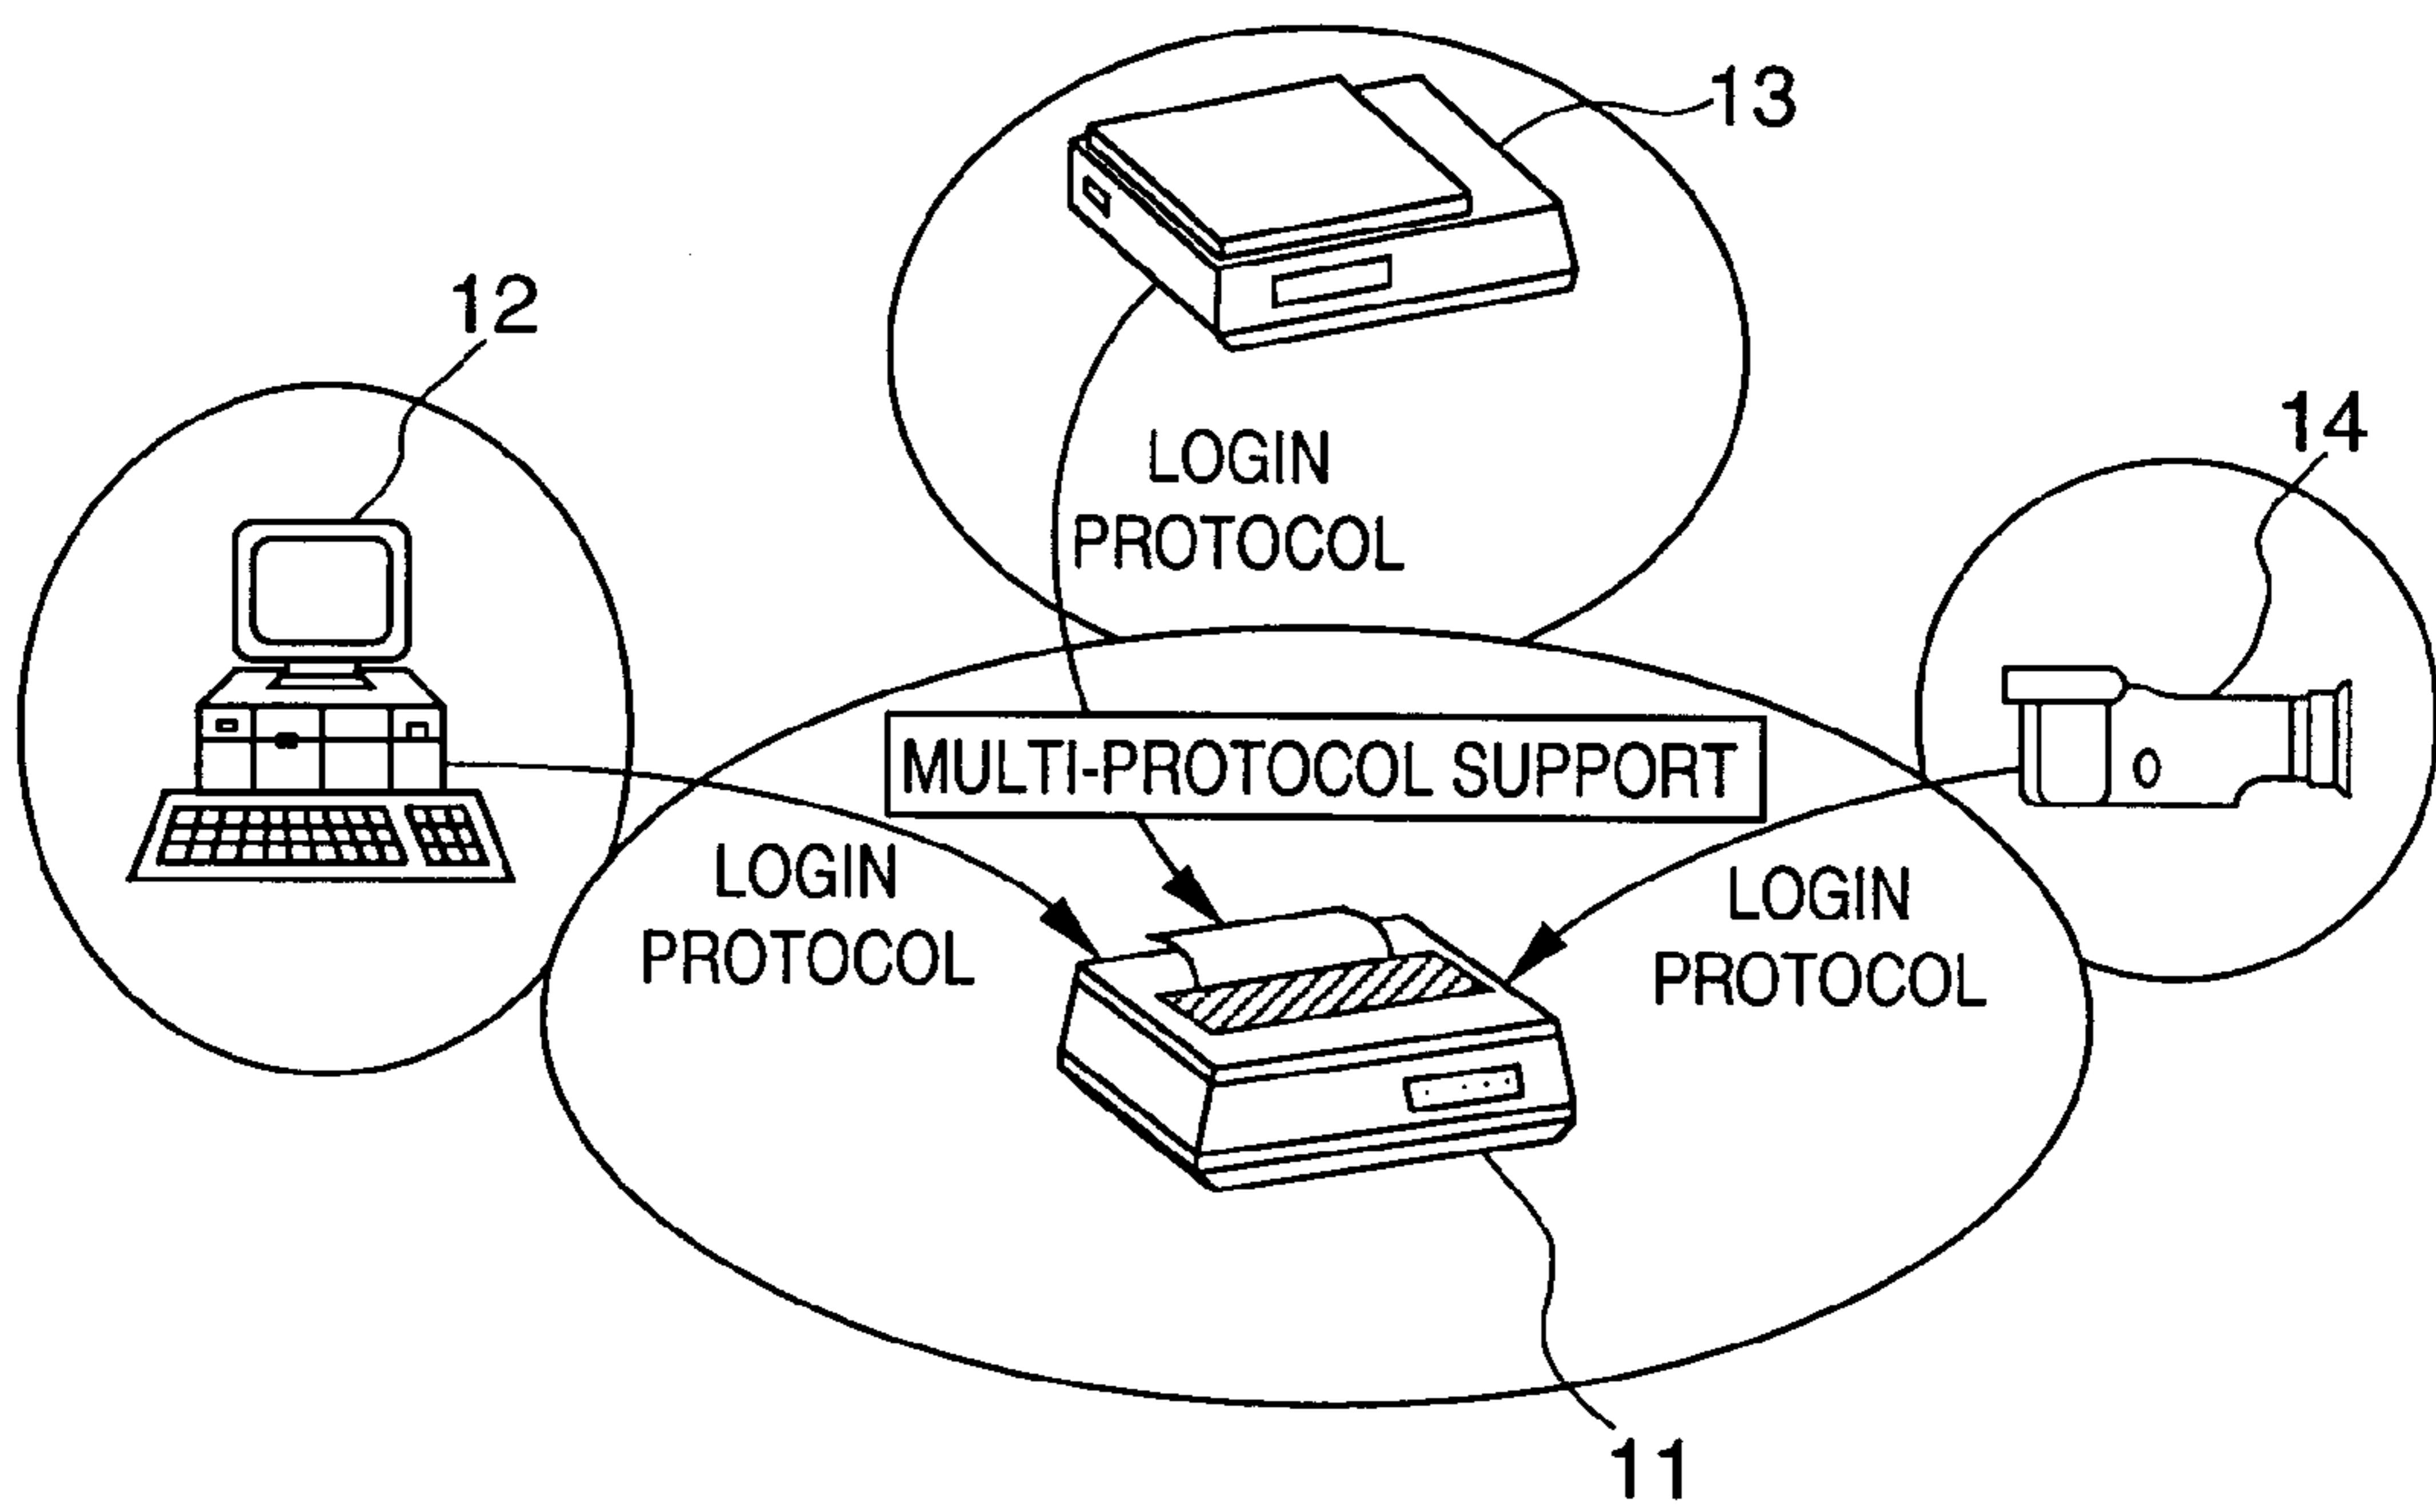 13
12
14
LOGIN
PROTOCOL
MULTI-PROTOCOL SUPPORT
LOGIN
PROTOCOL
LOGIN
PROTOCOL
11